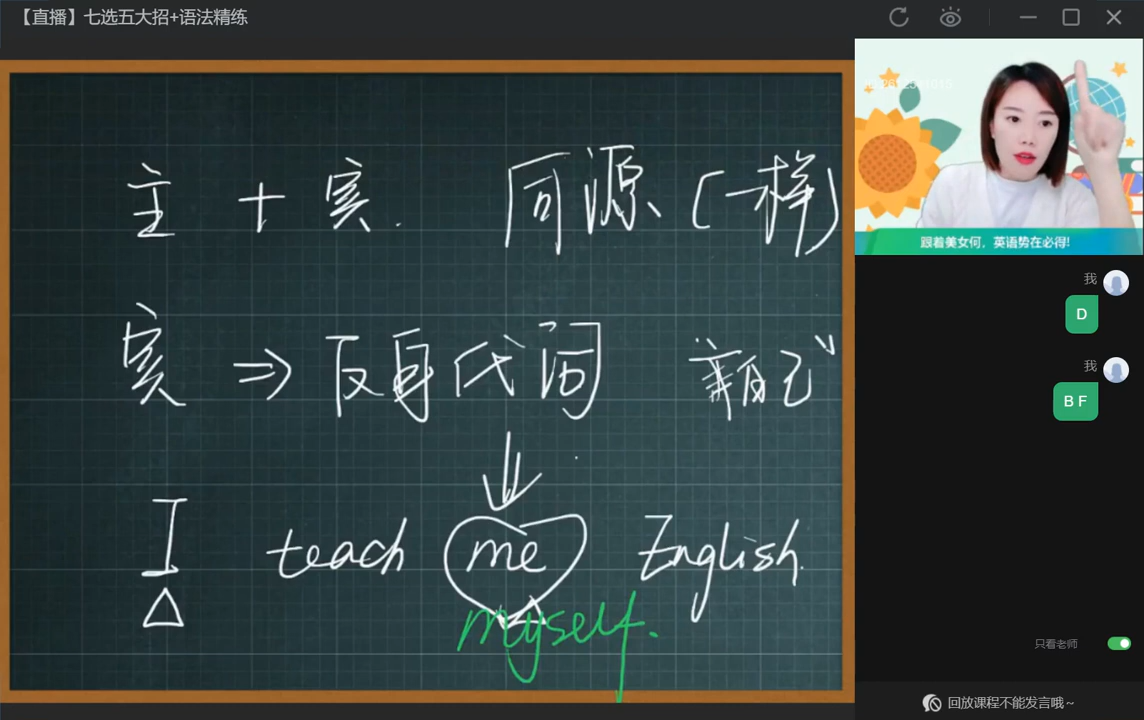 【直播】七选五大招+语法精练
主 + 宾. 同源(一样)
宾 ⇒ 反身代词 "亲自己"
I teach me English.
myself.
跟着美女何，英语势在必得!
我
D
我
B F
只看老师
回放课程不能发言哦~